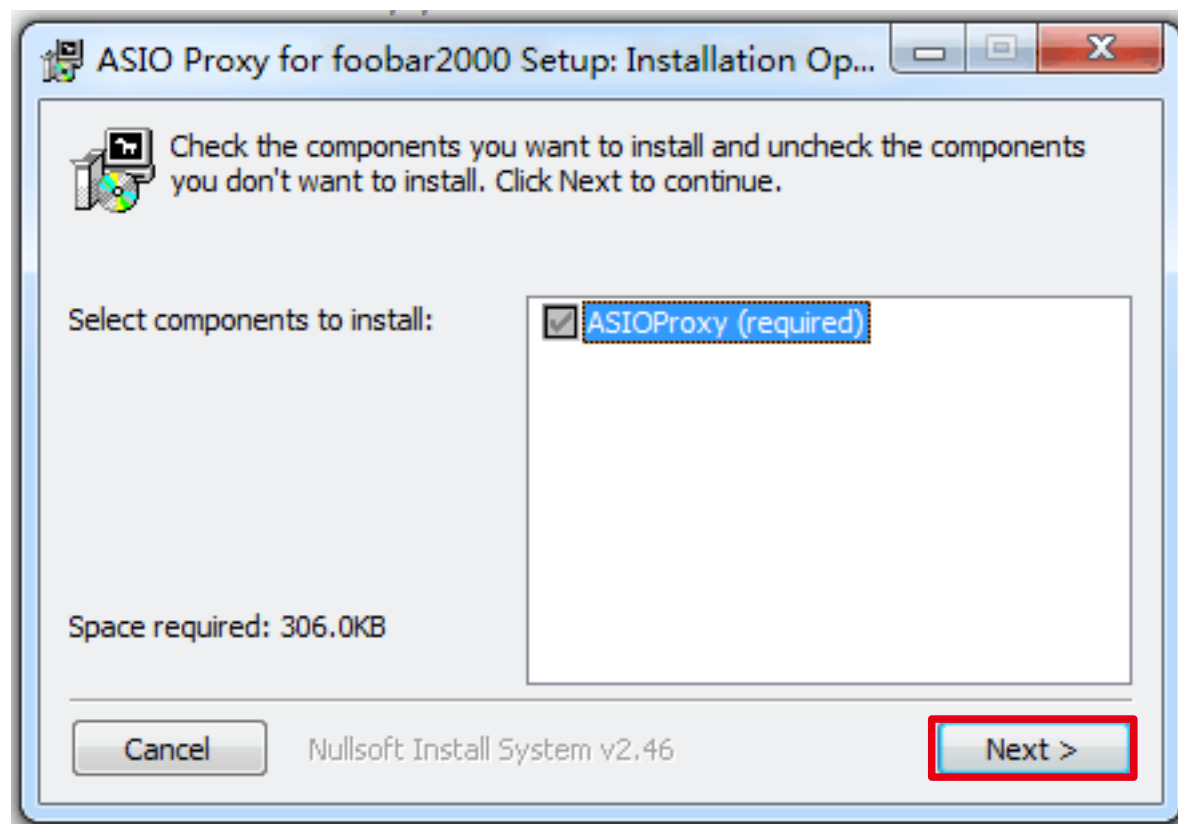 ASIO Proxy for foobar2000 Setup: Installation Op...
Check the components you want to install and uncheck the components
you don't want to install. Click Next to continue.
Select components to install:
ASIOProxy (required)
Space required: 306.0KB
Cancel
Nullsoft Install System v2.46
Next >